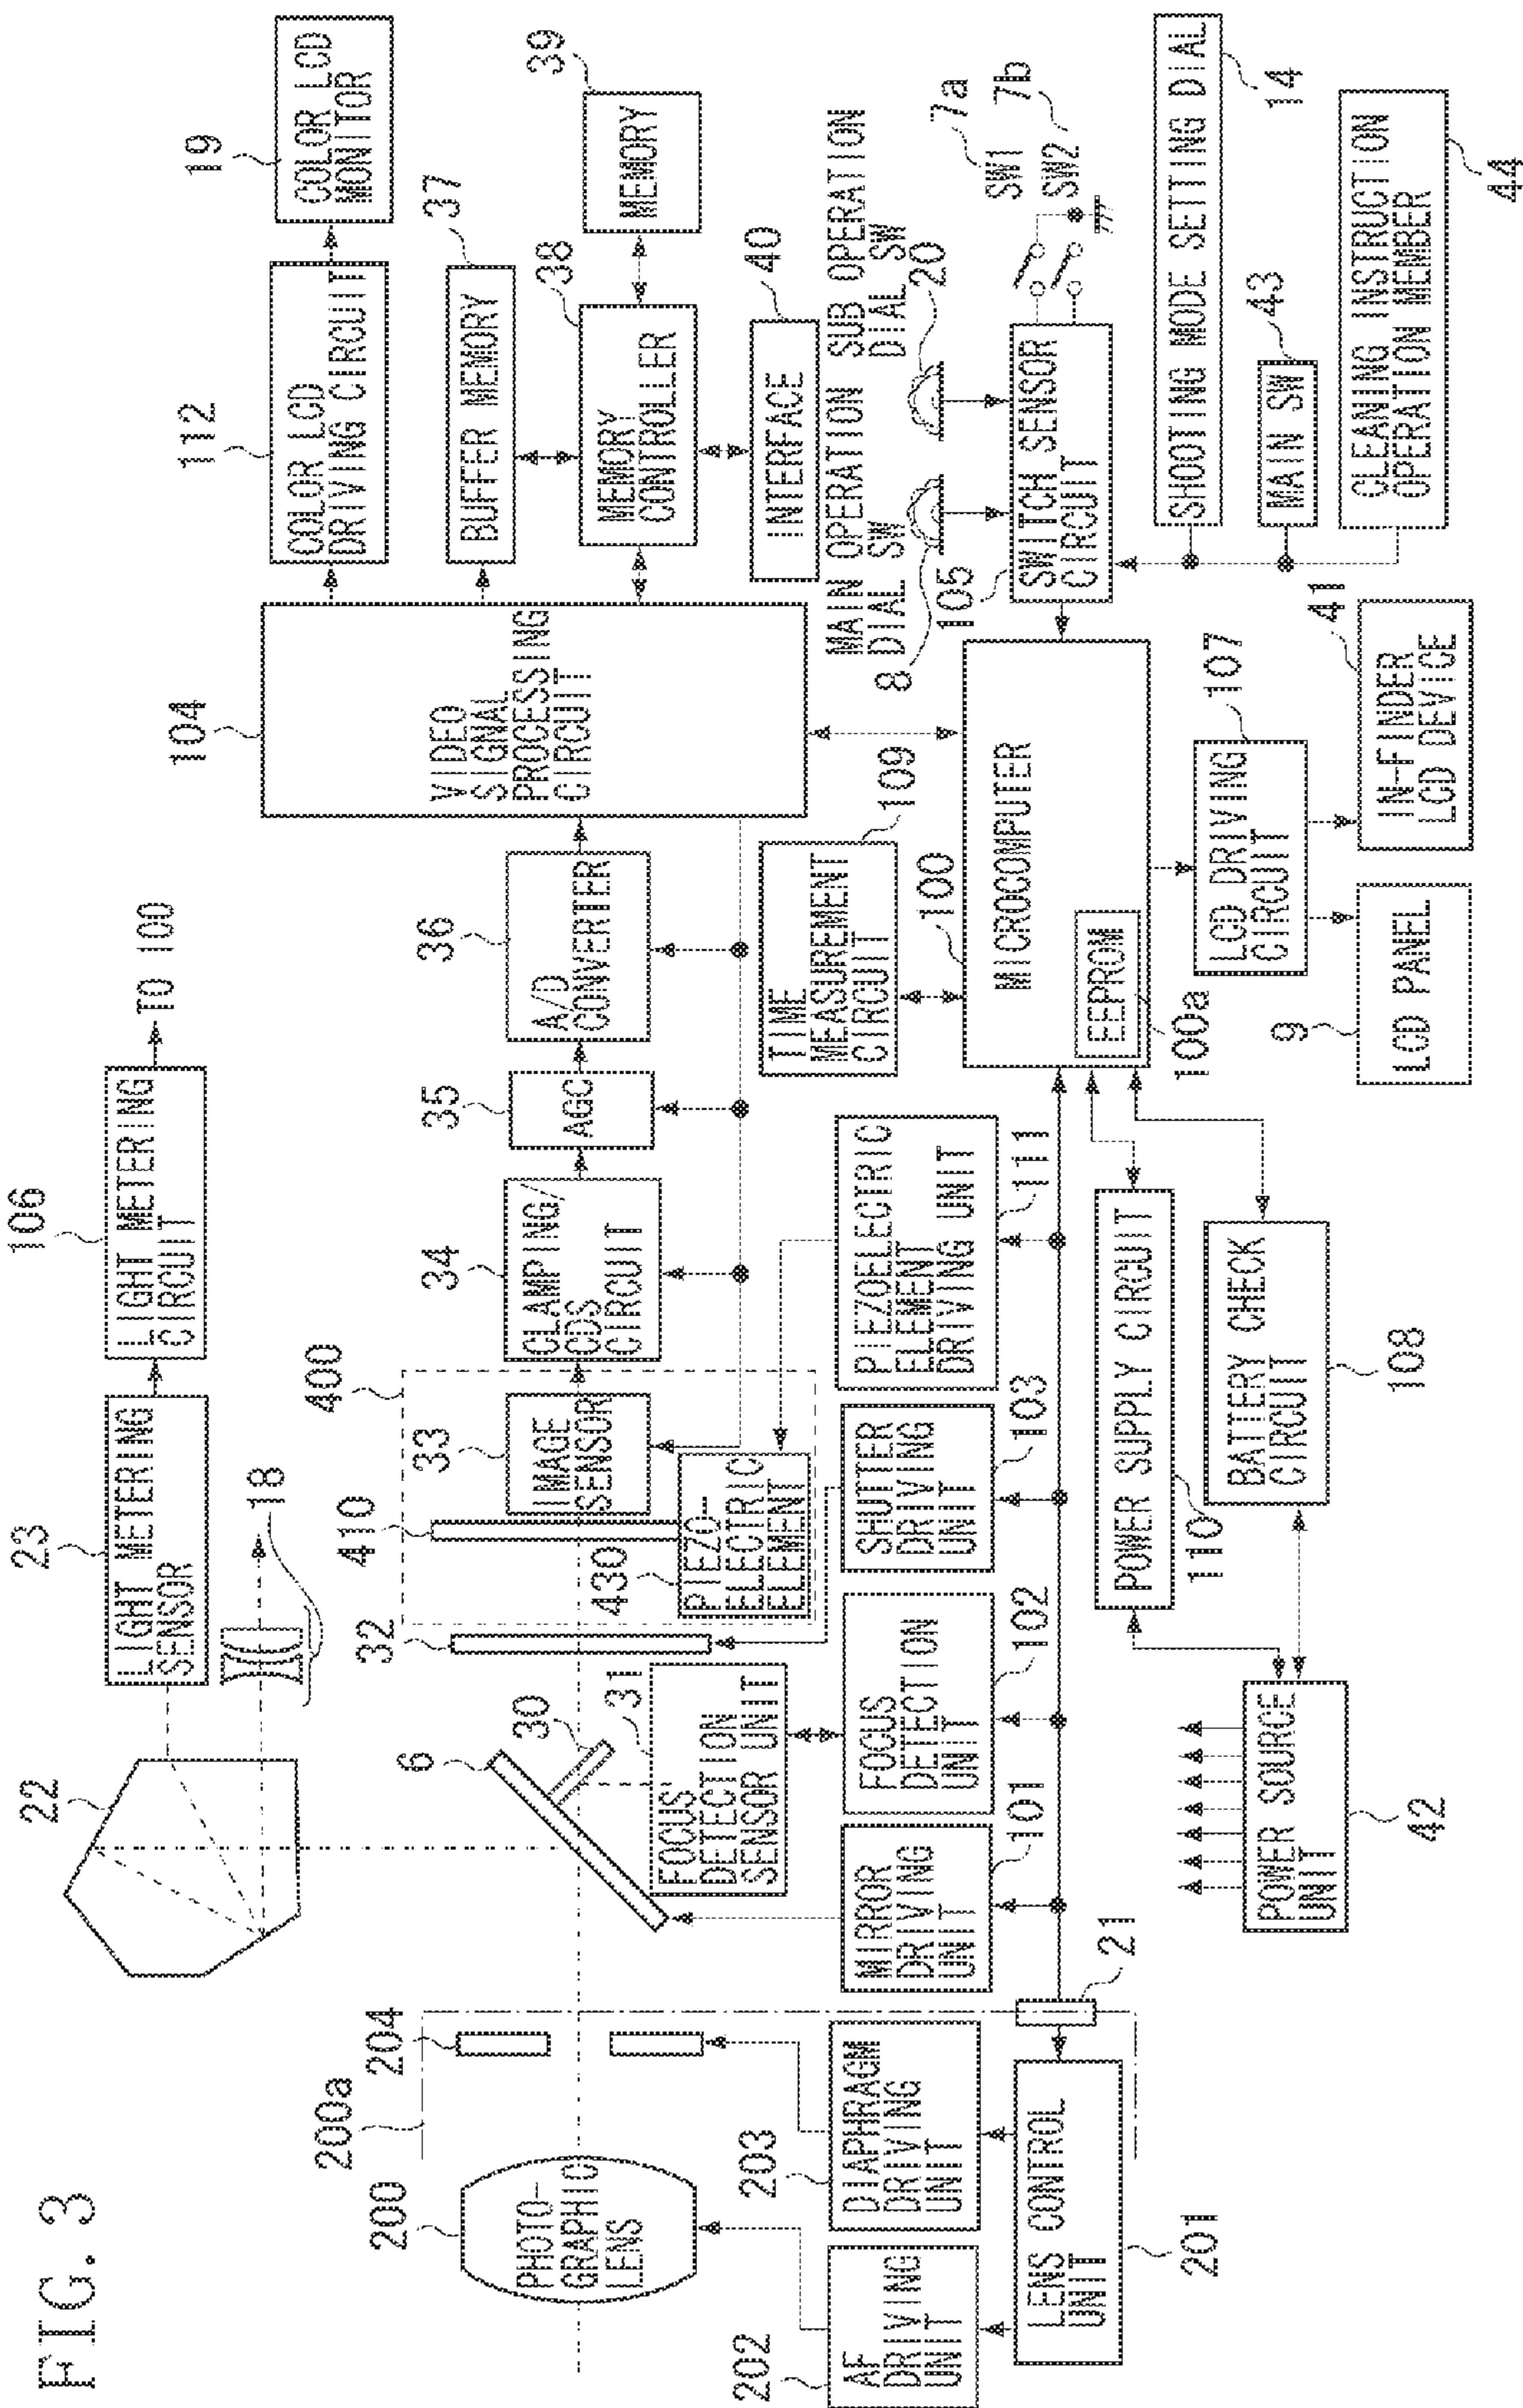 FIG. 3
22
23
LIGHT METERING
SENSOR
106
LIGHT METERING
CIRCUIT
TO 100
18
112
COLOR LCD
DRIVING CIRCUIT
19
COLOR LCD
MONITOR
104
VIDEO
SIGNAL
PROCESSING
CIRCUIT
37
BUFFER MEMORY
38
MEMORY
CONTROLLER
39
MEMORY
40
INTERFACE
200
PHOTO-
GRAPHIC
LENS
200a
204
6
30
31
FOCUS
DETECTION
SENSOR UNIT
32
400
410
33
IMAGE
SENSOR
430
PIEZO-
ELECTRIC
ELEMENT
34
CLAMPING/
CDS
CIRCUIT
35
AGC
36
A/D
CONVERTER
202
AF
DRIVING
UNIT
203
DIAPHRAGM
DRIVING
UNIT
201
LENS CONTROL
UNIT
21
MIRROR
DRIVING
UNIT
101
FOCUS
DETECTION
UNIT
102
SHUTTER
DRIVING
UNIT
103
PIEZOELECTRIC
ELEMENT
DRIVING UNIT
111
TIME
MEASUREMENT
CIRCUIT
109
100
MICROCOMPUTER
EEPROM
100a
MAIN OPERATION
DIAL SW
8
SUB OPERATION
DIAL SW
20
105
SWITCH SENSOR
CIRCUIT
7a
SW1
SW2
7b
SHOOTING MODE SETTING DIAL
14
MAIN SW
43
CLEANING INSTRUCTION
OPERATION MEMBER
44
LCD DRIVING
CIRCUIT
107
9
LCD PANEL
IN-FINDER
LCD DEVICE
41
POWER SUPPLY CIRCUIT
110
BATTERY CHECK
CIRCUIT
108
POWER SOURCE
UNIT
42